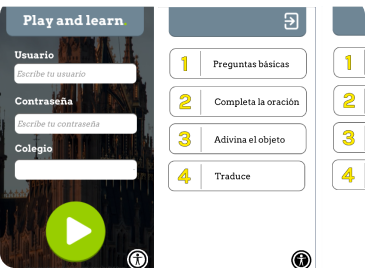 Play and learn.
Usuario
Escribe tu usuario
Contraseña
Escribe tu contraseña
Colegio
1 Preguntas básicas
2 Completa la oración
3 Adivina el objeto
4 Traduce
1
2
3
4